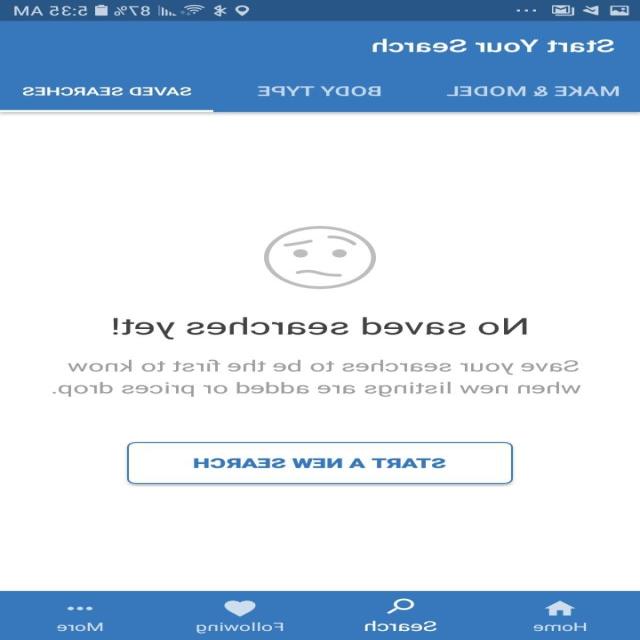 87% 5:35 AM
Start Your Search
MAKE & MODEL BODY TYPE SAVED SEARCHES
No saved searches yet!
Save your searches to be the first to know
when new listings are added or prices drop.
START A NEW SEARCH
Home Search Following More